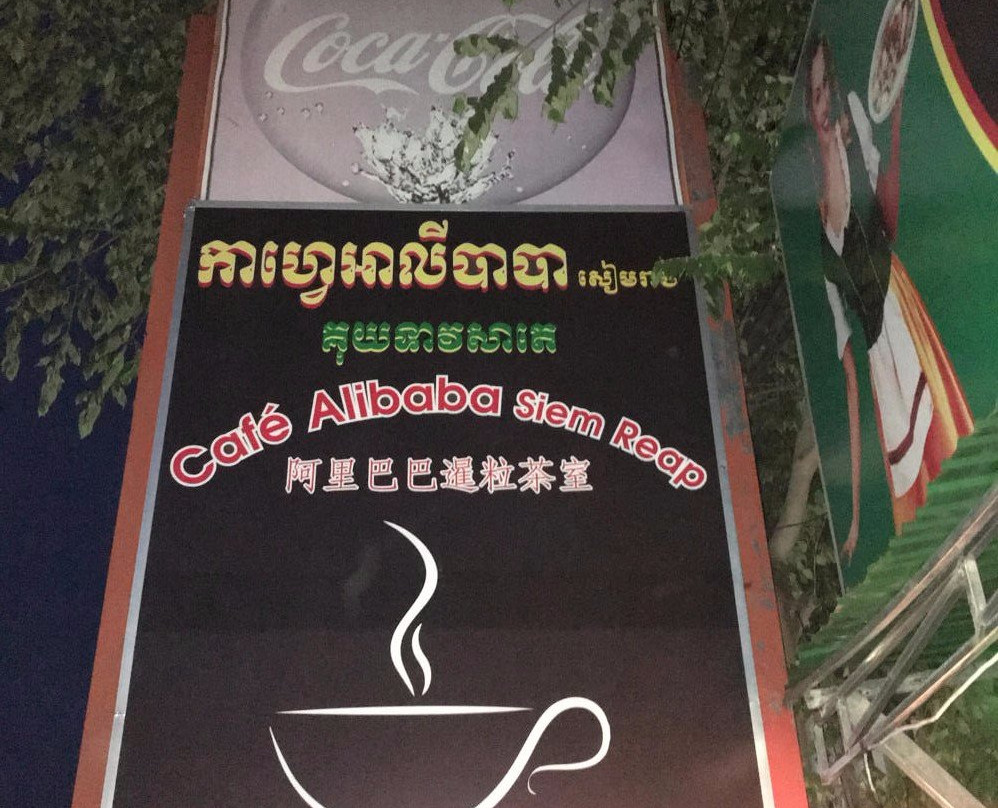 Coca-Cola
កាហ្វេអាលីបាបា សៀមរាប
គុយទាវសាតេ
Café Alibaba Siem Reap
阿里巴巴暹粒茶室